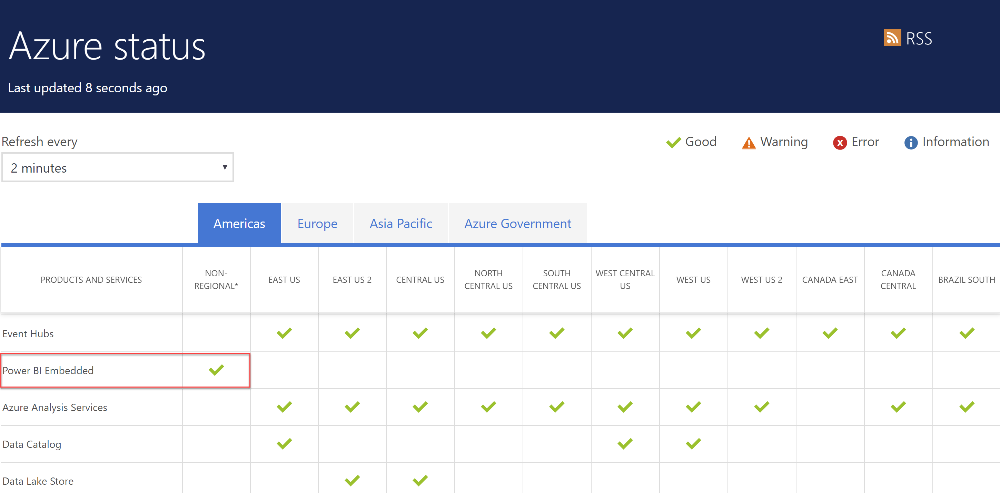 Azure status
RSS
Last updated 8 seconds ago
Refresh every
Good
Warning
Error
Information
2 minutes
Americas
Europe
Asia Pacific
Azure Government
PRODUCTS AND SERVICES
NON-
REGIONAL*
EAST US
EAST US 2
CENTRAL US
NORTH
CENTRAL US
SOUTH
CENTRAL US
WEST CENTRAL
US
WEST US
WEST US 2
CANADA EAST
CANADA
CENTRAL
BRAZIL SOUTH
Event Hubs
Power BI Embedded
Azure Analysis Services
Data Catalog
Data Lake Store